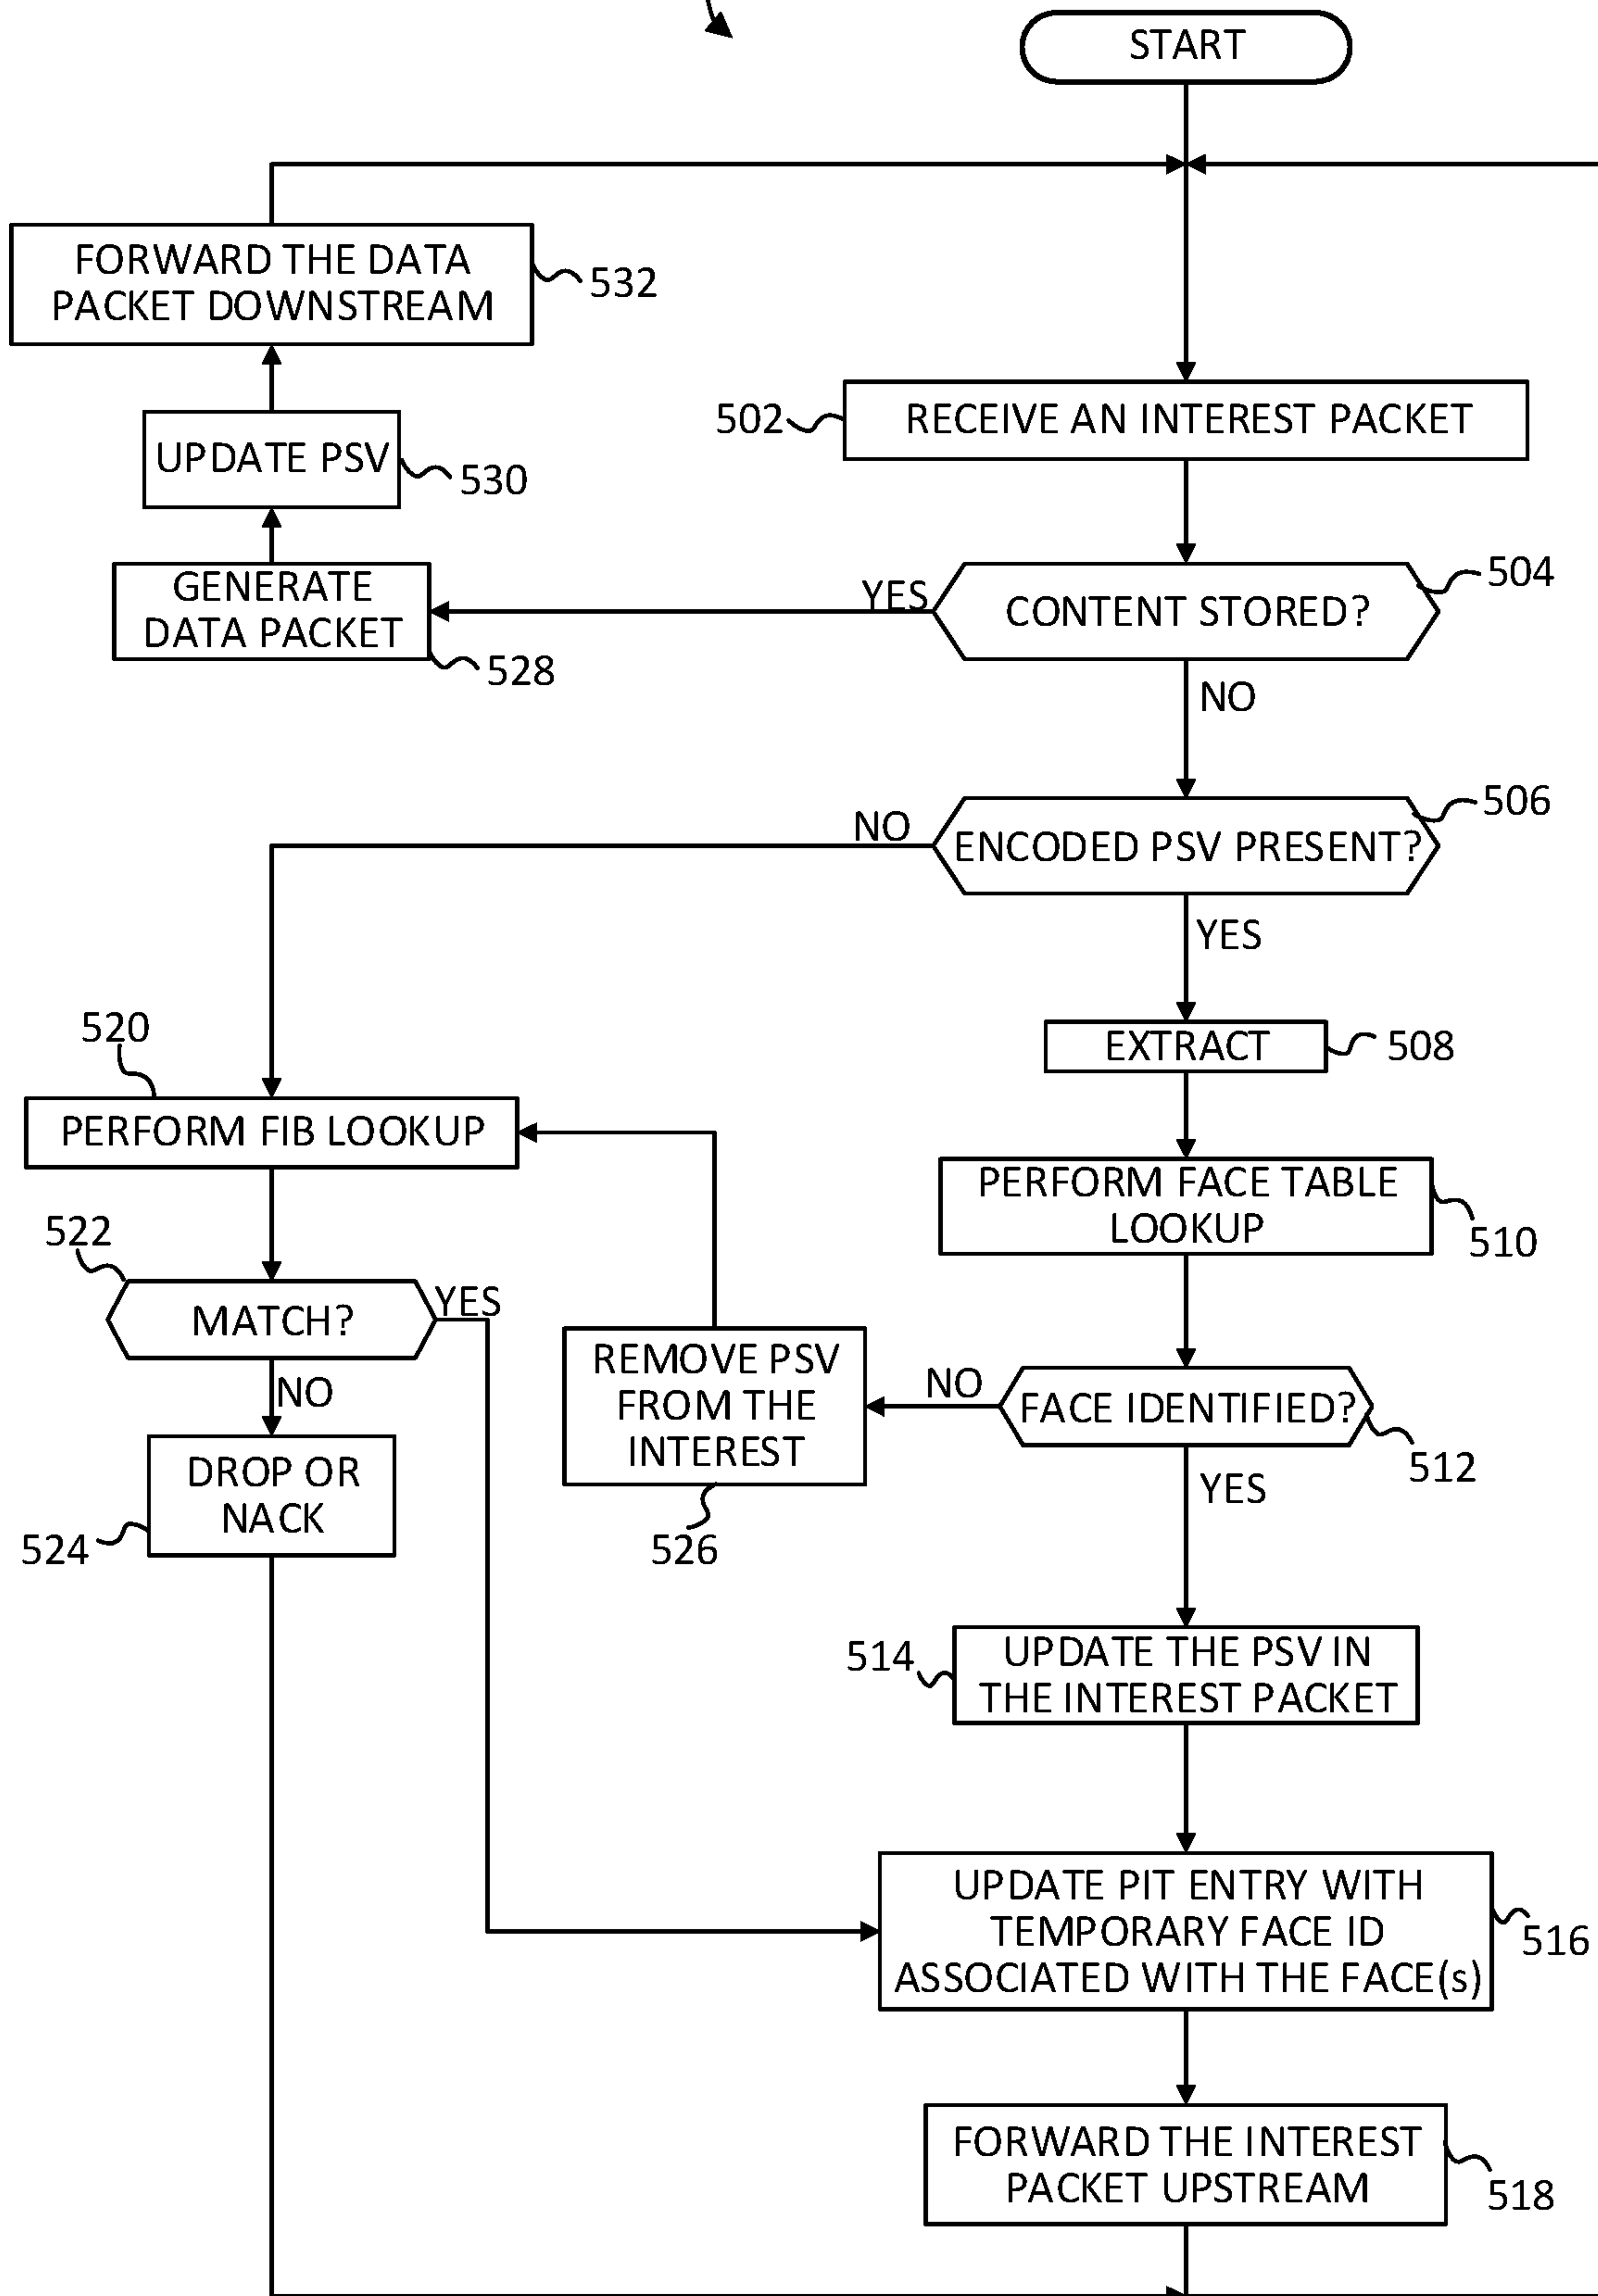 START
FORWARD THE DATA
PACKET DOWNSTREAM
532
502
RECEIVE AN INTEREST PACKET
UPDATE PSV
530
GENERATE
DATA PACKET
528
YES
CONTENT STORED?
504
NO
NO
ENCODED PSV PRESENT?
506
YES
520
EXTRACT
508
PERFORM FIB LOOKUP
PERFORM FACE TABLE
LOOKUP
510
522
MATCH?
YES
NO
REMOVE PSV
FROM THE
INTEREST
526
NO
FACE IDENTIFIED?
512
YES
DROP OR
NACK
524
514
UPDATE THE PSV IN
THE INTEREST PACKET
UPDATE PIT ENTRY WITH
TEMPORARY FACE ID
ASSOCIATED WITH THE FACE(s)
516
FORWARD THE INTEREST
PACKET UPSTREAM
518